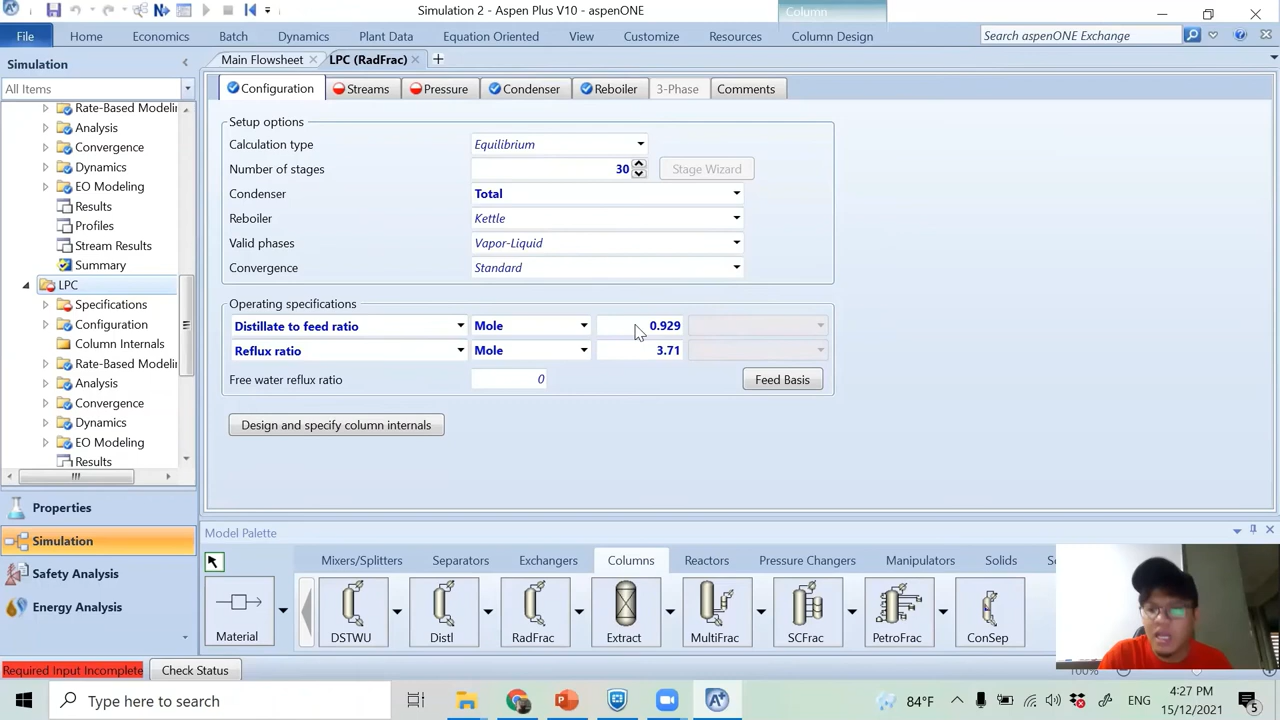 Simulation 2 - Aspen Plus V10 - aspenONE
Column
File
Home
Economics
Batch
Dynamics
Plant Data
Equation Oriented
View
Customize
Resources
Column Design
Search aspenONE Exchange
Simulation
Main Flowsheet
LPC (RadFrac)
All Items
Rate-Based Modelin
Analysis
Convergence
Dynamics
EO Modeling
Results
Profiles
Stream Results
Summary
LPC
Specifications
Configuration
Column Internals
Rate-Based Modelin
Analysis
Convergence
Dynamics
EO Modeling
Results
Configuration
Streams
Pressure
Condenser
Reboiler
3-Phase
Comments
Setup options
Calculation type Equilibrium
Number of stages 30 Stage Wizard
Condenser Total
Reboiler Kettle
Valid phases Vapor-Liquid
Convergence Standard
Operating specifications
Distillate to feed ratio Mole 0.929
Reflux ratio Mole 3.71
Free water reflux ratio 0 Feed Basis
Design and specify column internals
Properties
Simulation
Safety Analysis
Energy Analysis
Model Palette
Mixers/Splitters
Separators
Exchangers
Columns
Reactors
Pressure Changers
Manipulators
Solids
Material
DSTWU
Distl
RadFrac
Extract
MultiFrac
SCFrac
PetroFrac
ConSep
Required Input Incomplete
Check Status
100%
Type here to search
84°F
ENG
4:27 PM
15/12/2021
5